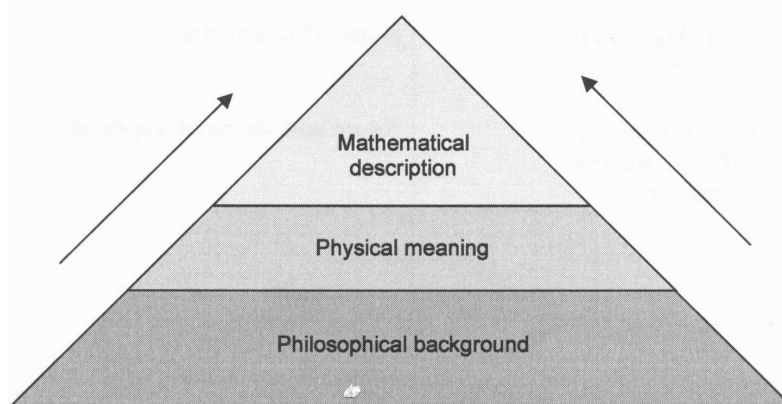 Mathematical
description
Physical meaning
Philosophical background